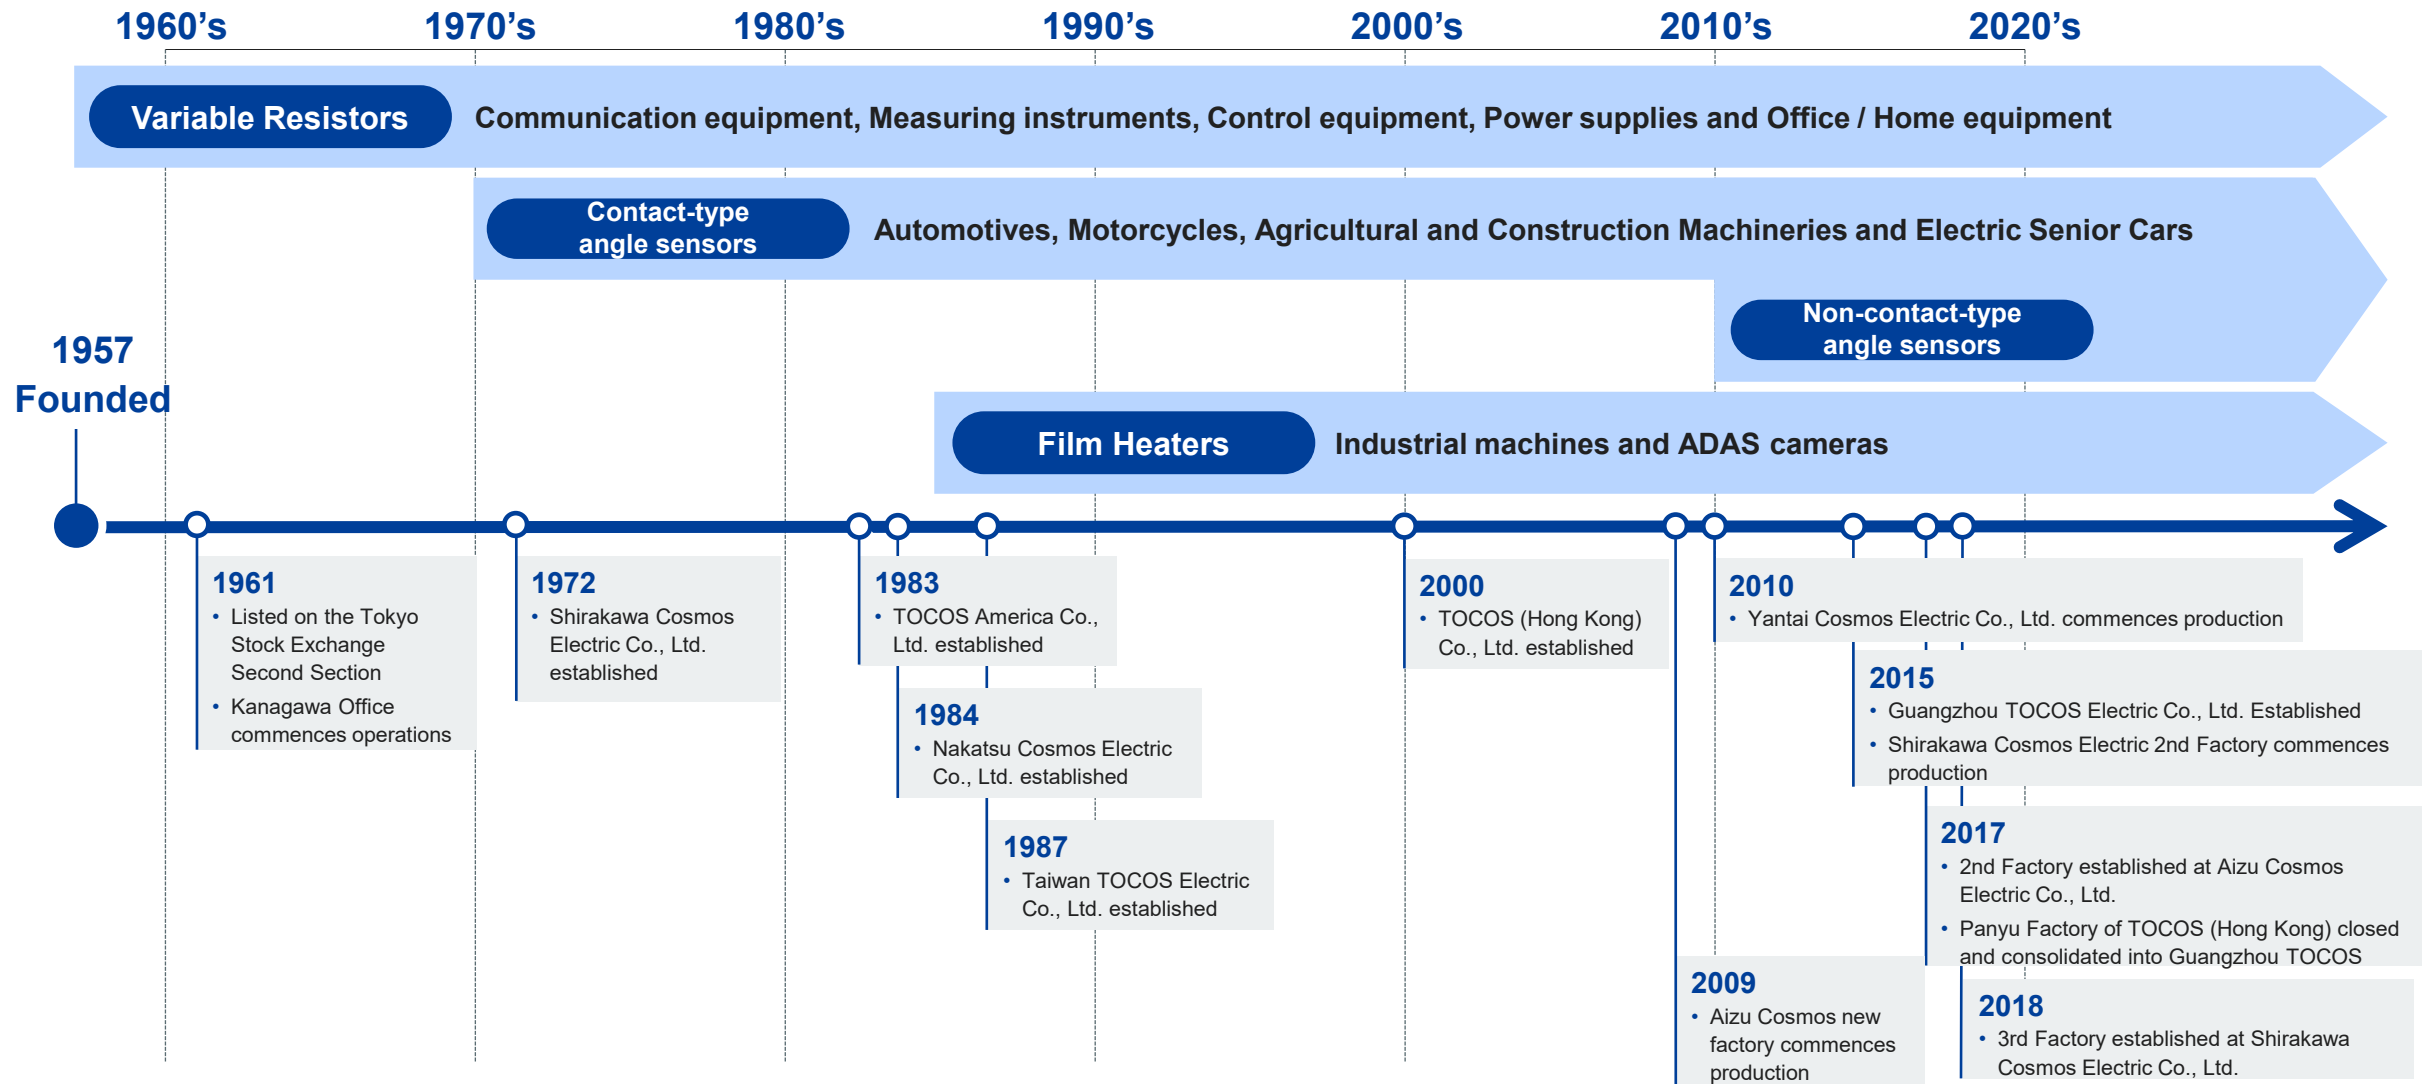 1960’s 1970’s 1980’s 1990’s 2000’s 2010’s 2020’s
Variable Resistors
Communication equipment, Measuring instruments, Control equipment, Power supplies and Office / Home equipment
Contact-type
angle sensors
Automotives, Motorcycles, Agricultural and Construction Machineries and Electric Senior Cars
Non-contact-type
angle sensors
Film Heaters
Industrial machines and ADAS cameras
1957
Founded
1961
• Listed on the Tokyo
Stock Exchange
Second Section
• Kanagawa Office
commences operations
1972
• Shirakawa Cosmos
Electric Co., Ltd.
established
1983
• TOCOS America Co.,
Ltd. established
1984
• Nakatsu Cosmos Electric
Co., Ltd. established
1987
• Taiwan TOCOS Electric
Co., Ltd. established
2000
• TOCOS (Hong Kong)
Co., Ltd. established
2009
• Aizu Cosmos new
factory commences
production
2010
• Yantai Cosmos Electric Co., Ltd. commences production
2015
• Guangzhou TOCOS Electric Co., Ltd. Established
• Shirakawa Cosmos Electric 2nd Factory commences
production
2017
• 2nd Factory established at Aizu Cosmos
Electric Co., Ltd.
• Panyu Factory of TOCOS (Hong Kong) closed
and consolidated into Guangzhou TOCOS
2018
• 3rd Factory established at Shirakawa
Cosmos Electric Co., Ltd.